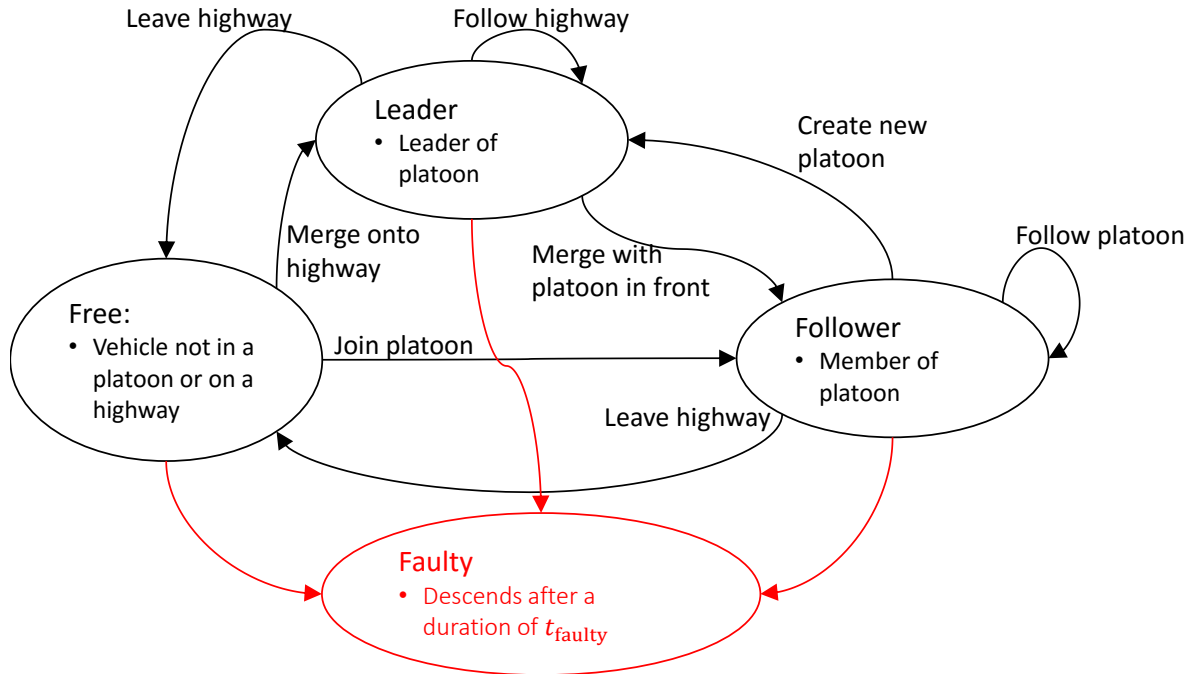 Leave highway
Follow highway
Leader
• Leader of
platoon
Create new
platoon
Merge onto
highway
Merge with
platoon in front
Follow platoon
Free:
• Vehicle not in a
platoon or on a
highway
Join platoon
Follower
• Member of
platoon
Leave highway
Faulty
• Descends after a
duration of t_faulty